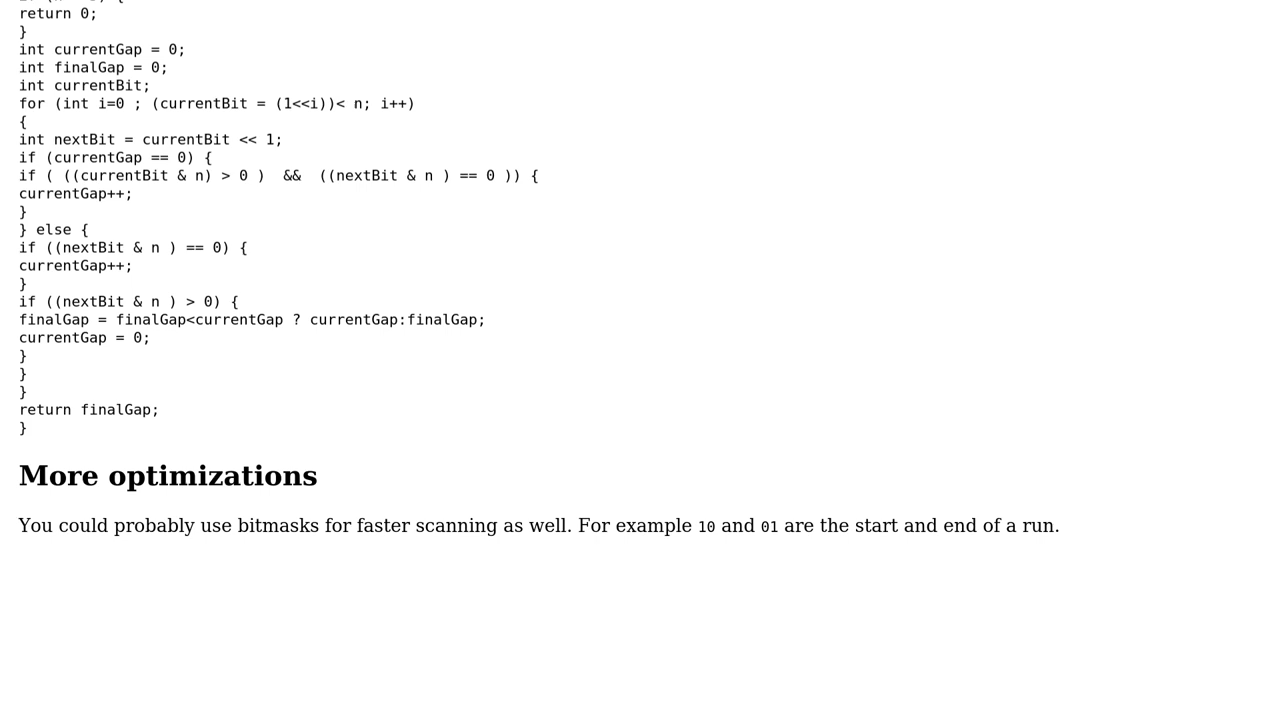 return 0;
}
int currentGap = 0;
int finalGap = 0;
int currentBit;
for (int i=0 ; (currentBit = (1<<i))< n; i++)
{
int nextBit = currentBit << 1;
if (currentGap == 0) {
if ( ((currentBit & n) > 0 )  &&  ((nextBit & n ) == 0 )) {
currentGap++;
}
} else {
if ((nextBit & n ) == 0) {
currentGap++;
}
if ((nextBit & n ) > 0) {
finalGap = finalGap<currentGap ? currentGap:finalGap;
currentGap = 0;
}
}
}
return finalGap;
}
More optimizations
You could probably use bitmasks for faster scanning as well. For example 10 and 01 are the start and end of a run.